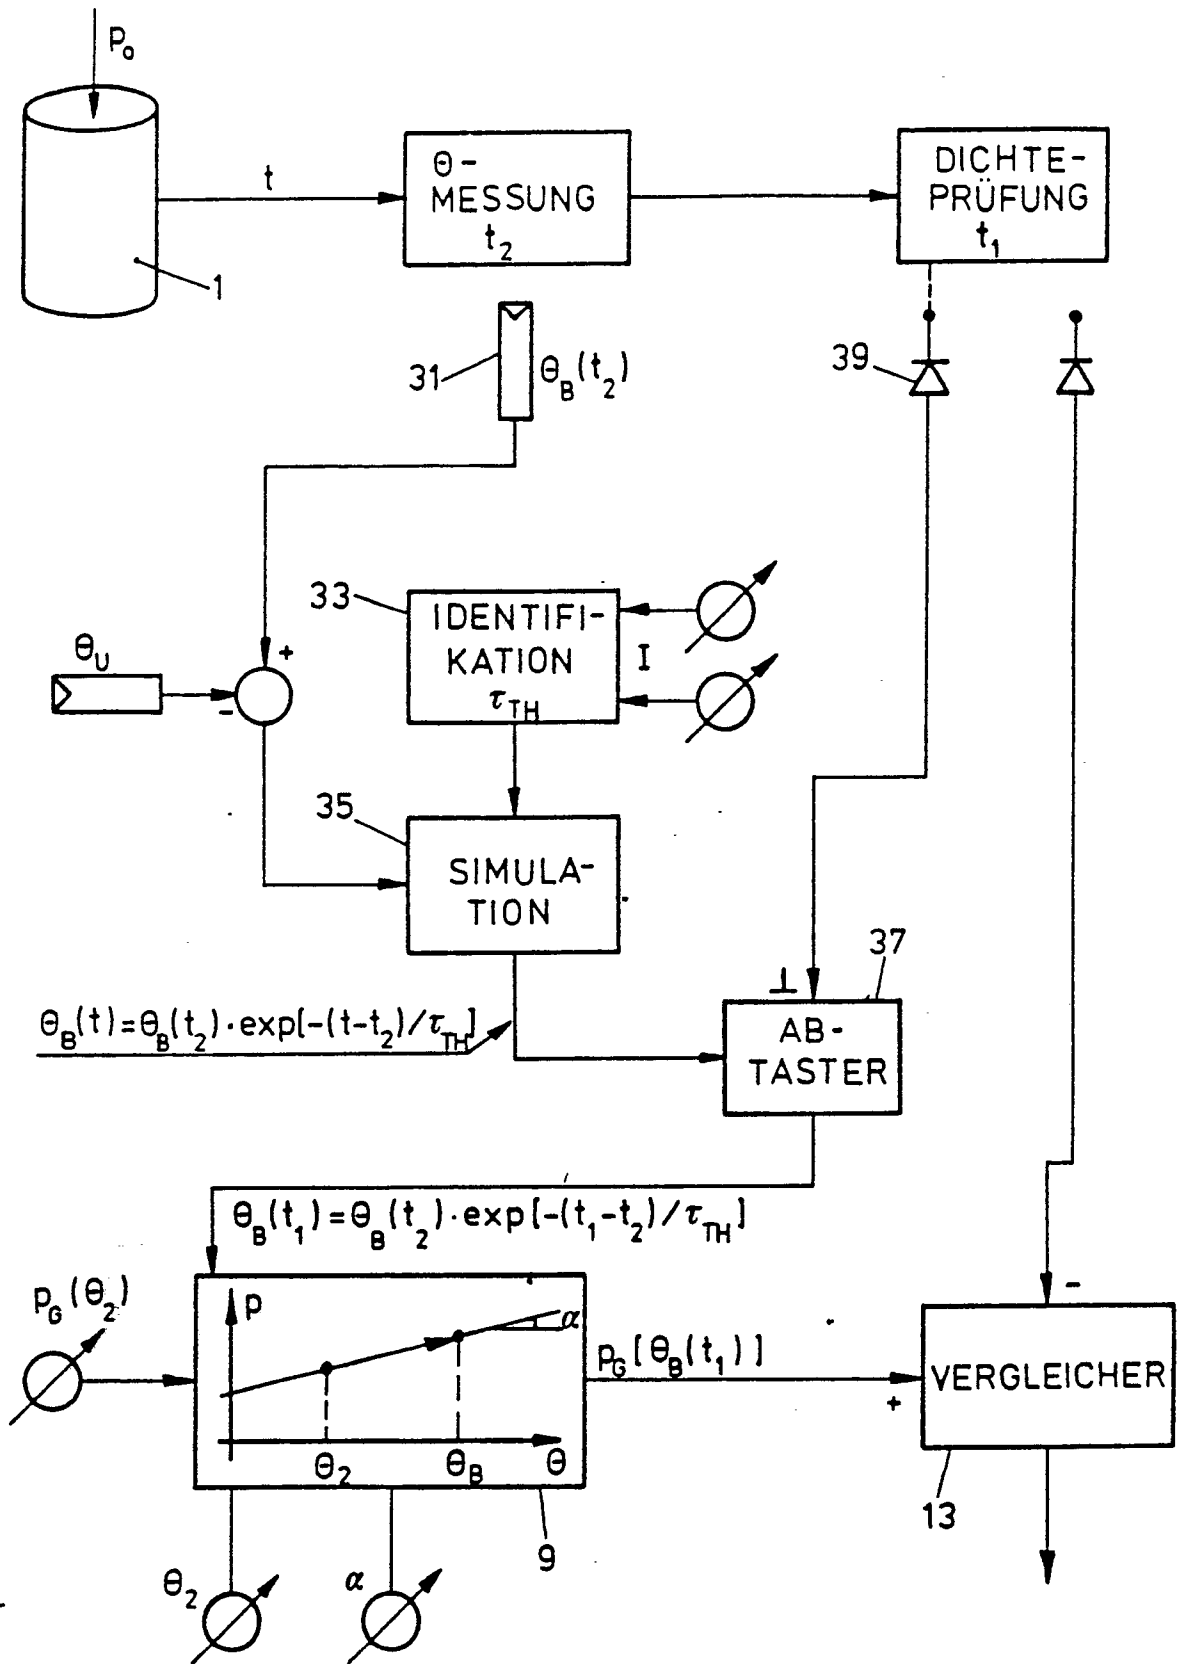 p₀
t
Θ-
MESSUNG
t₂
DICHTE-
PRÜFUNG
t₁
1
31
Θ_B(t₂)
39
33
IDENTIFI-
KATION
τ_TH
I
Θ_U
+
-
35
SIMULA-
TION
37
⊥
AB-
TASTER
Θ_B(t)=Θ_B(t₂)·exp[-(t-t₂)/τ_TH]
Θ_B(t₁)=Θ_B(t₂)·exp[-(t₁-t₂)/τ_TH]
p_G(Θ₂)
p
α
Θ₂
Θ_B
Θ
p_G[Θ_B(t₁)]
-
+
VERGLEICHER
13
9
Θ₂
α